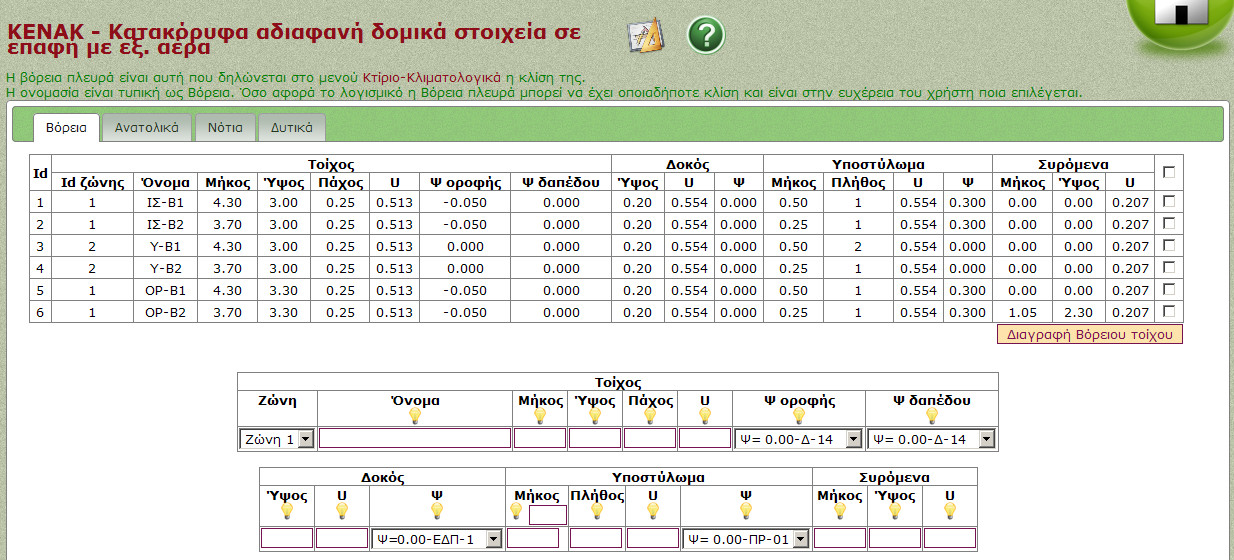 KENAK - Κατακόρυφα αδιαφανή δομικά στοιχεία σε
επαφή με εξ. αέρα
Η βόρεια πλευρά είναι αυτή που δηλώνεται στο μενού Κτίριο-Κλιματολογικά η κλίση της.
Η ονομασία είναι τυπική ως Βόρεια. Όσο αφορά το λογισμικό η Βόρεια πλευρά μπορεί να έχει οποιαδήποτε κλίση και είναι στην ευχέρεια του χρήστη ποια επιλέγεται.
Βόρεια Ανατολικά Νότια Δυτικά
Id Τοίχος Δοκός Υποστύλωμα Συρόμενα
Id ζώνης Όνομα Μήκος Ύψος Πάχος U Ψ οροφής Ψ δαπέδου Ύψος U Ψ Μήκος Πλήθος U Ψ Μήκος Ύψος U
1 1 ΙΣ-Β1 4.30 3.00 0.25 0.513 -0.050 0.000 0.20 0.554 0.000 0.50 1 0.554 0.300 0.00 0.00 0.207
2 1 ΙΣ-Β2 3.70 3.00 0.25 0.513 -0.050 0.000 0.20 0.554 0.000 0.25 1 0.554 0.300 0.00 0.00 0.207
3 2 Υ-Β1 4.30 3.00 0.25 0.513 0.000 0.000 0.20 0.554 0.000 0.50 2 0.554 0.000 0.00 0.00 0.207
4 2 Υ-Β2 3.70 3.00 0.25 0.513 0.000 0.000 0.20 0.554 0.000 0.25 1 0.554 0.000 0.00 0.00 0.207
5 1 ΟΡ-Β1 4.30 3.30 0.25 0.513 -0.050 0.000 0.20 0.554 0.000 0.50 1 0.554 0.300 0.00 0.00 0.207
6 1 ΟΡ-Β2 3.70 3.30 0.25 0.513 -0.050 0.000 0.20 0.554 0.000 0.25 1 0.554 0.300 1.05 2.30 0.207
Διαγραφή Βόρειου τοίχου
Τοίχος
Ζώνη Όνομα Μήκος Ύψος Πάχος U Ψ οροφής Ψ δαπέδου
Ζώνη 1 Ψ= 0.00-Δ-14 Ψ= 0.00-Δ-14
Δοκός Υποστύλωμα Συρόμενα
Ύψος U Ψ Μήκος Πλήθος U Ψ Μήκος Ύψος U
Ψ=0.00-ΕΔΠ-1 Ψ= 0.00-ΠΡ-01